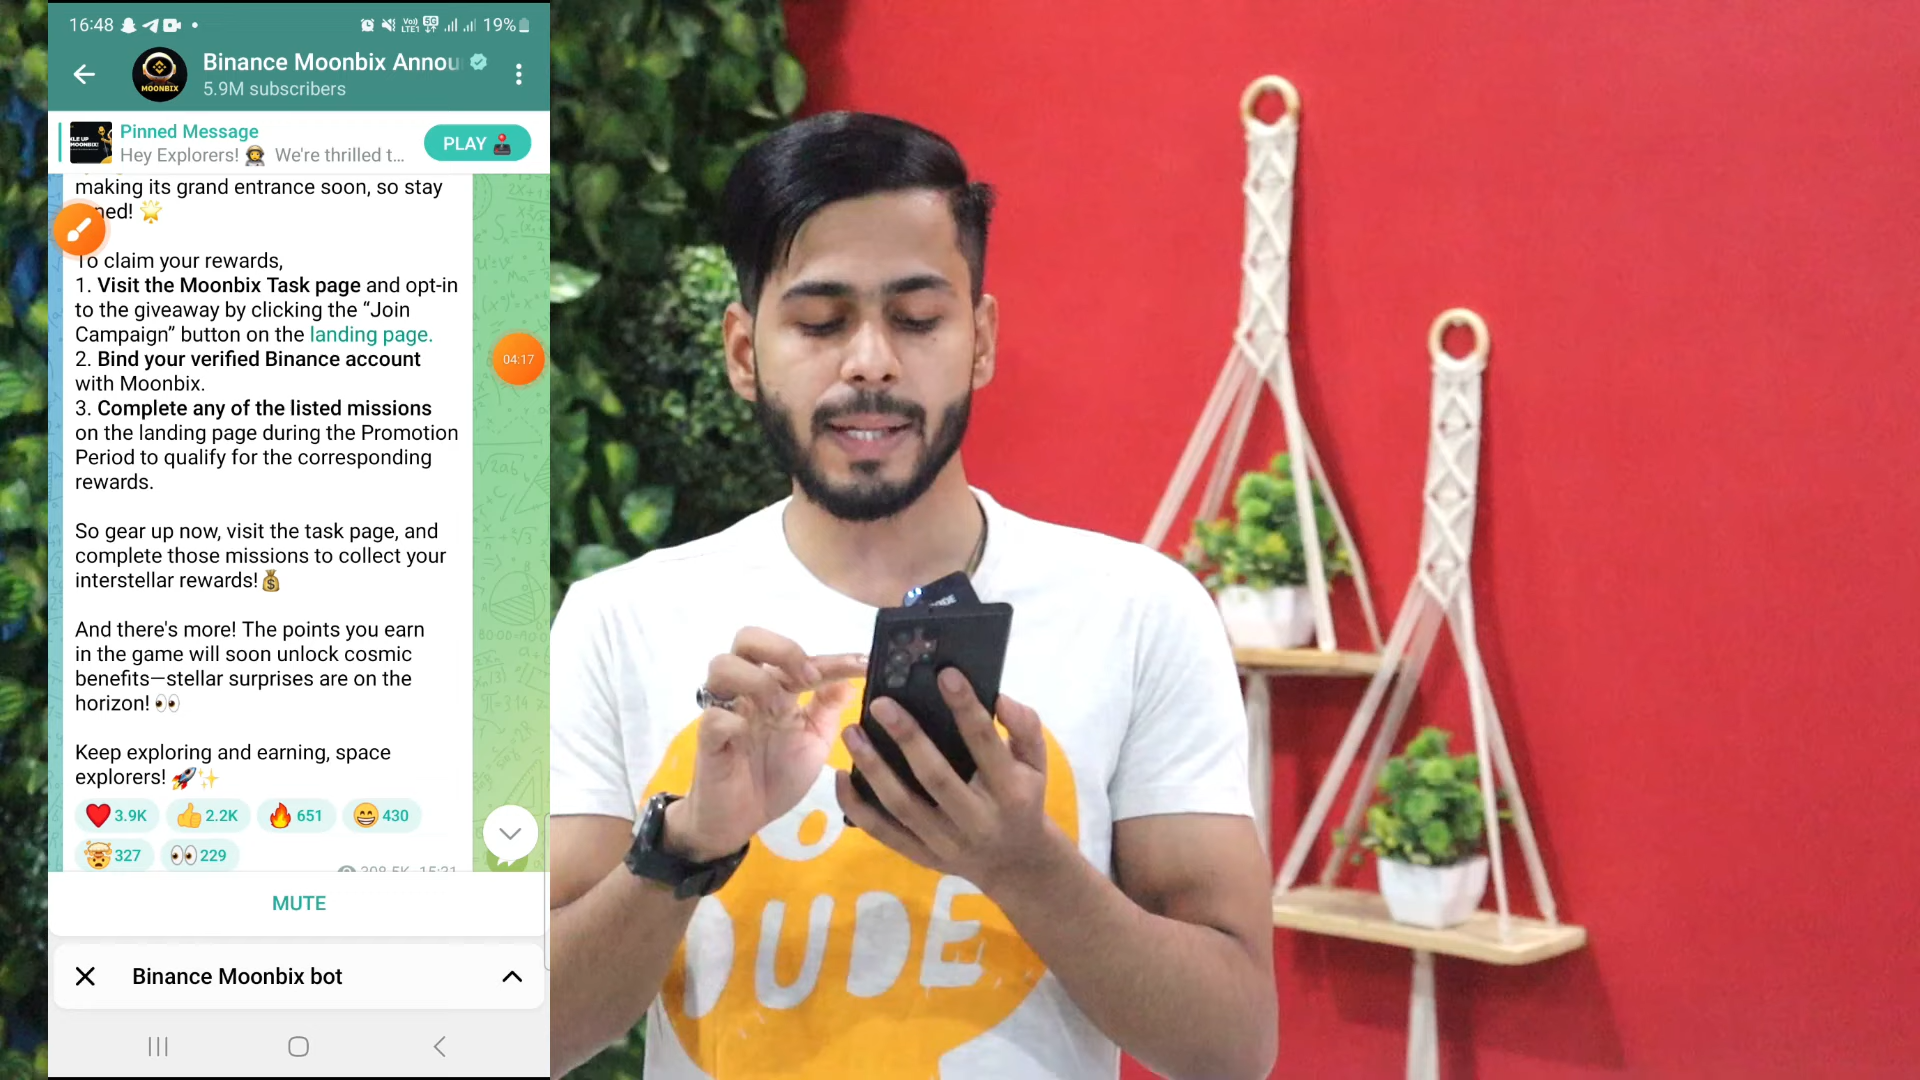 16:48
Vo))
LTE1
5G
19%
Binance Moonbix Annou
5.9M subscribers
MOONBIX
Pinned Message
Hey Explorers! 👩‍🚀 We're thrilled t...
PLAY 🕹️
making its grand entrance soon, so stay
ned! 🌟
To claim your rewards,
1. Visit the Moonbix Task page and opt-in
to the giveaway by clicking the “Join
Campaign” button on the landing page.
2. Bind your verified Binance account
with Moonbix.
3. Complete any of the listed missions
on the landing page during the Promotion
Period to qualify for the corresponding
rewards.
04:17
So gear up now, visit the task page, and
complete those missions to collect your
interstellar rewards!💰
And there's more! The points you earn
in the game will soon unlock cosmic
benefits—stellar surprises are on the
horizon! 👀
Keep exploring and earning, space
explorers! 🚀✨
❤️ 3.9K 👍 2.2K 🔥 651 😁 430
🤯 327 👀 229
MUTE
Binance Moonbix bot
DUDE